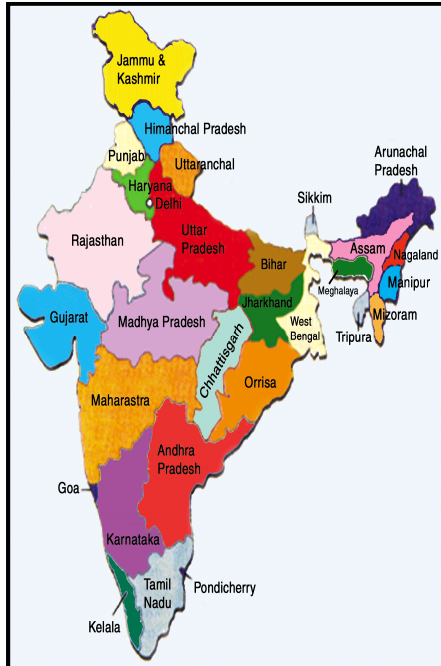 Jammu &
Kashmir
Himanchal Pradesh
Punjab
Uttaranchal
Arunachal
Pradesh
Haryana
Delhi
Sikkim
Rajasthan
Uttar
Pradesh
Assam
Nagaland
Bihar
Meghalaya
Manipur
Jharkhand
Gujarat
Madhya Pradesh
West
Bengal
Tripura
Mizoram
Chhattisgarh
Orrisa
Maharastra
Andhra
Pradesh
Goa
Karnataka
Tamil
Nadu
Pondicherry
Kelala